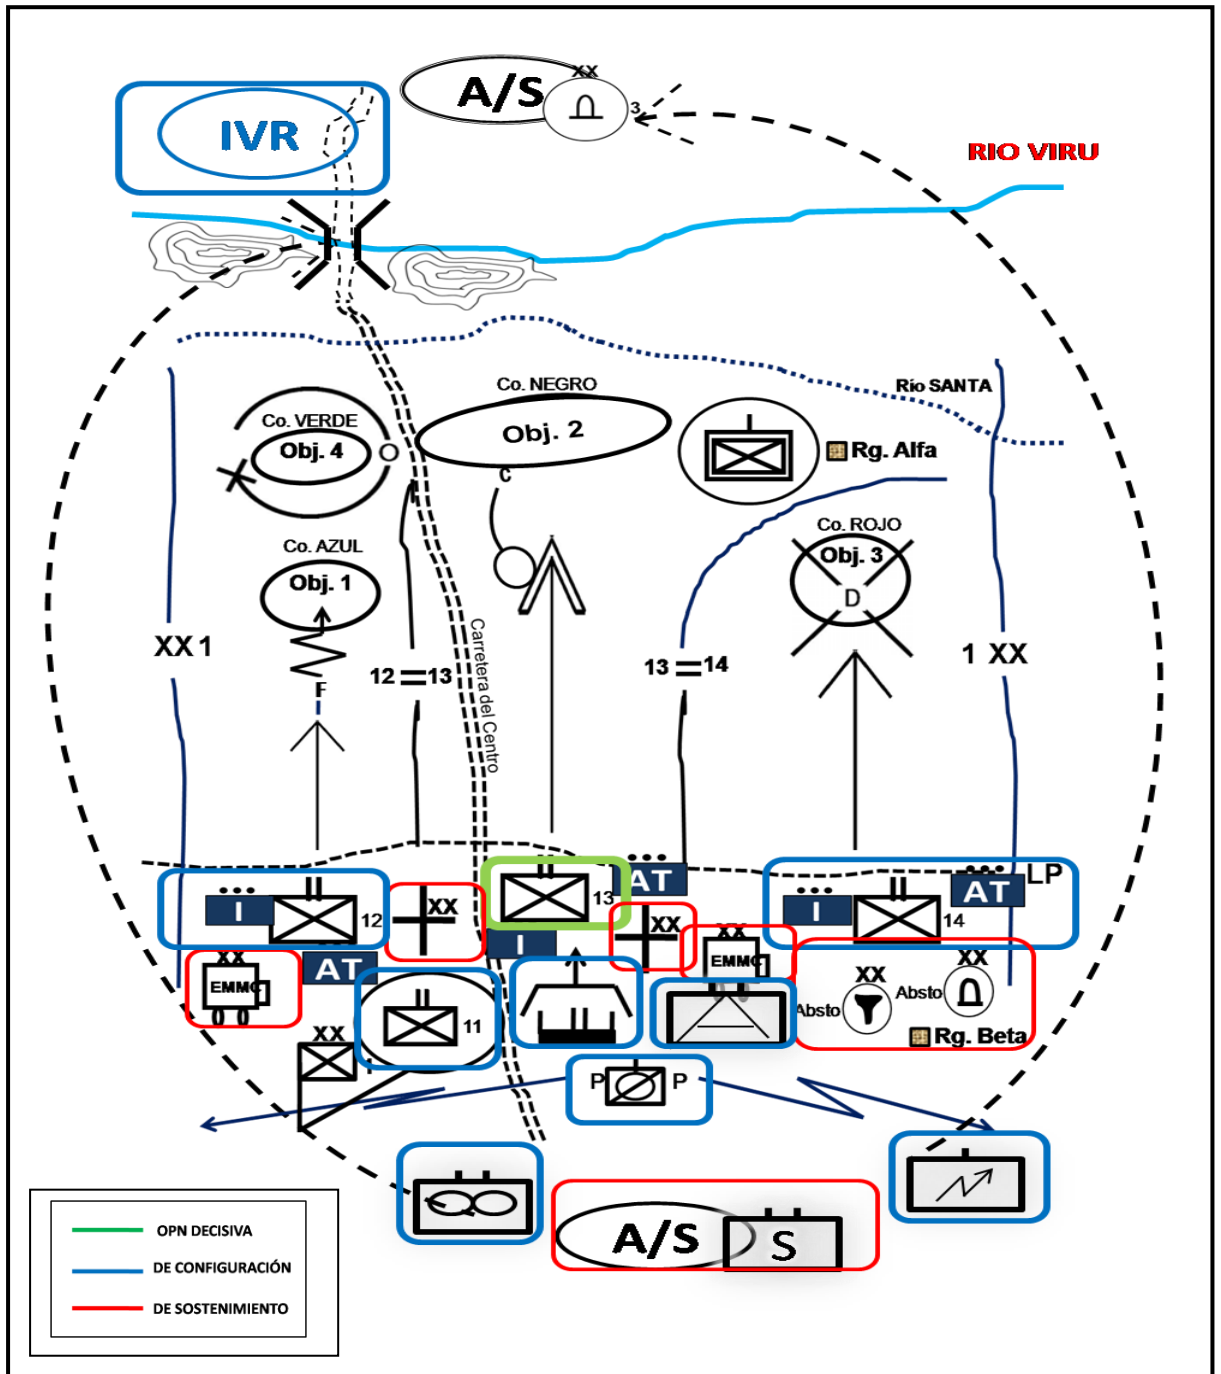 A/S
XX
3
IVR
RIO VIRU
Río SANTA
Co. NEGRO
Obj. 2
C
Co. VERDE
Obj. 4
O
Rg. Alfa
Co. ROJO
Obj. 3
D
Co. AZUL
Obj. 1
F
XX 1
12 13
13 14
1 XX
Carretera del Centro
LP
I
12
XX
13
AT
XX
I
14
AT
XX
EMMC
AT
I
XX
EMMC
XX
Absto
XX
Absto
Rg. Beta
11
XX
I
P P
A/S
S
OPN DECISIVA
DE CONFIGURACIÓN
DE SOSTENIMIENTO